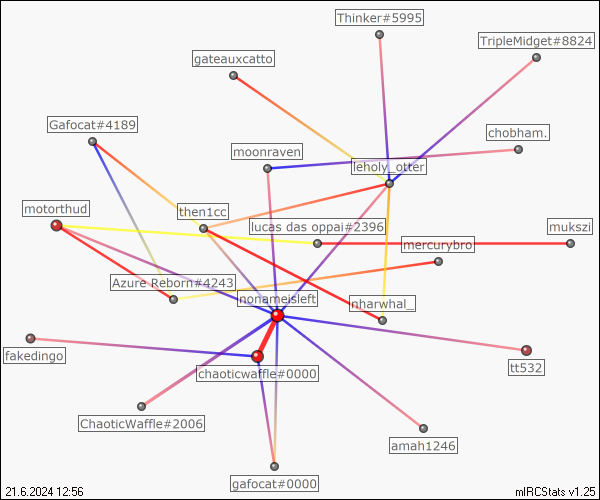 Thinker#5995
TripleMidget#8824
gateauxcatto
Gafocat#4189
chobham.
moonraven
leholy_otter
motorthud
then1cc
lucas das oppai#2396
mukszi
mercurybro
Azure Reborn#4243
nonameisleft
nharwhal_
fakedingo
chaoticwaffle#0000
tt532
ChaoticWaffle#2006
amah1246
gafocat#0000
21.6.2024 12:56
mIRCStats v1.25